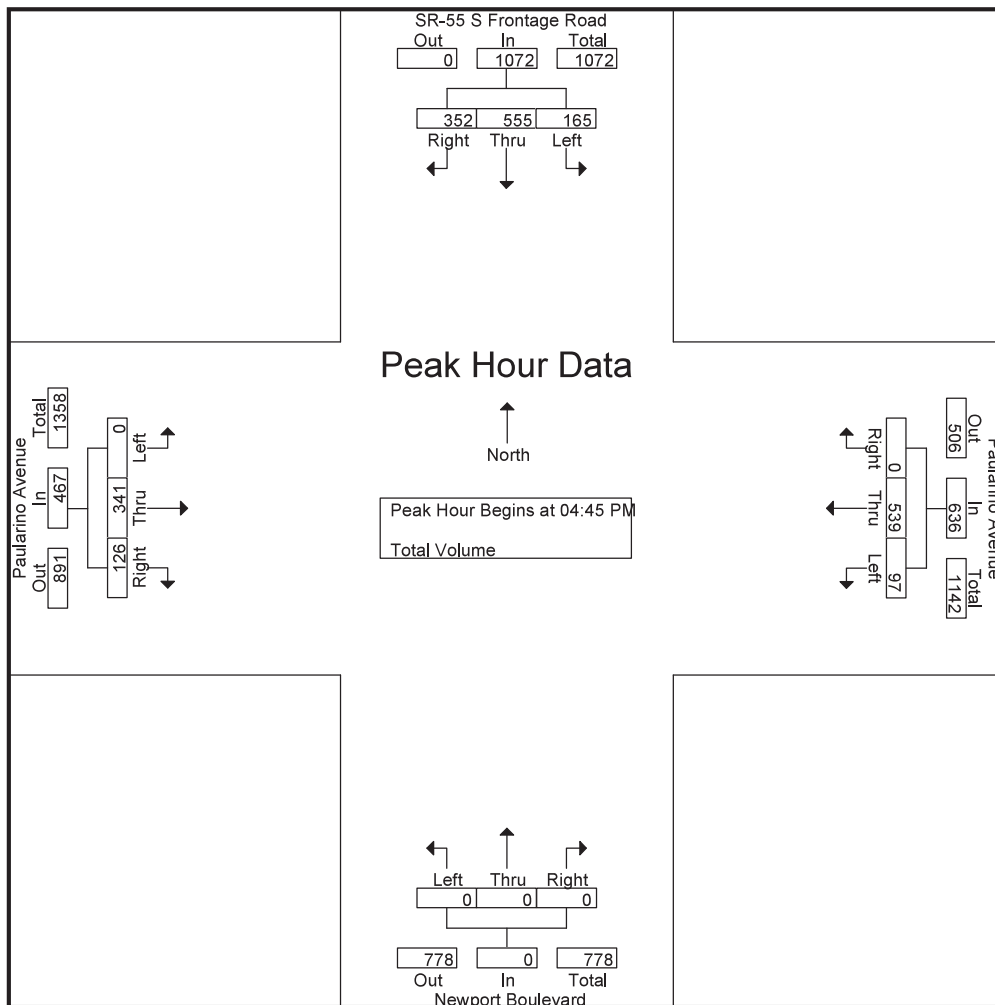 SR-55 S Frontage Road
Out In Total
0 1072 1072
352 555 165
Right Thru Left
Peak Hour Data
North
Peak Hour Begins at 04:45 PM
Total Volume
Paularino Avenue
Total In Out
1358 467 891
0 341 126
Left Thru Right
Right Thru Left
0 539 97
506 636 1142
Out In Total
Paularino Avenue
Left Thru Right
0 0 0
778 0 778
Out In Total
Newport Boulevard